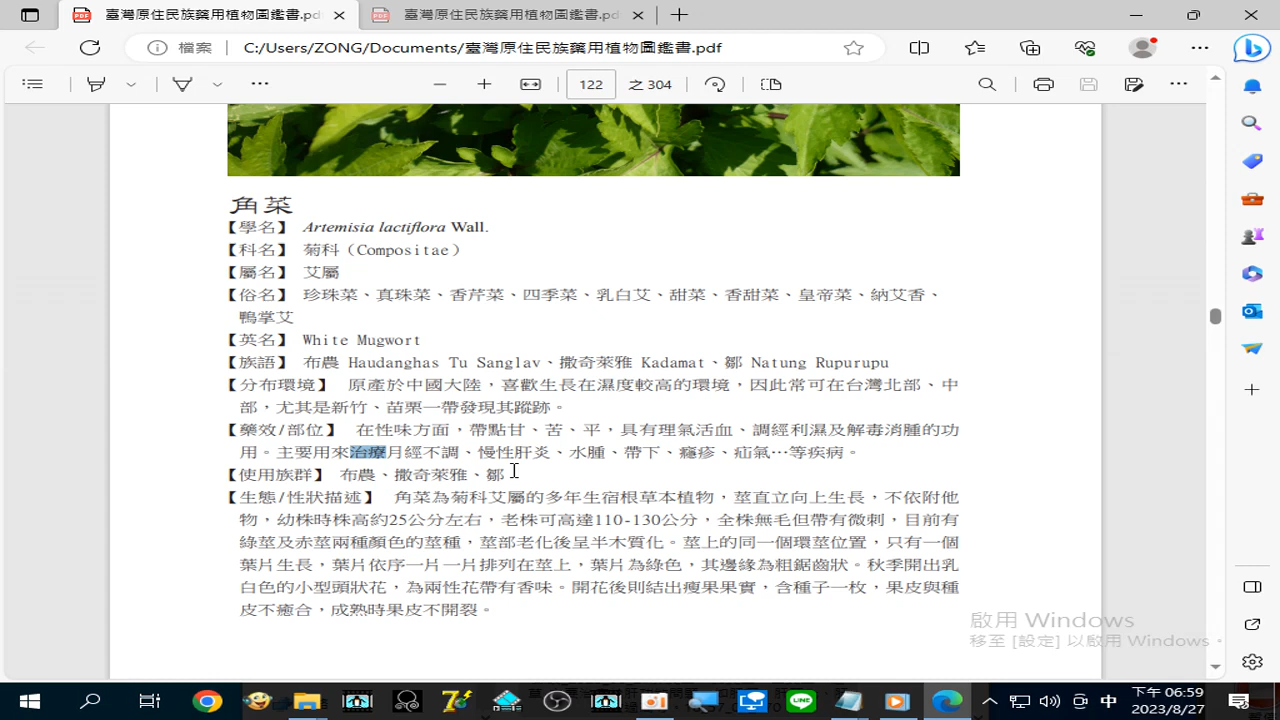 臺灣原住民族藥用植物圖鑑書.pdf
臺灣原住民族藥用植物圖鑑書.pdf
檔案
C:/Users/ZONG/Documents/臺灣原住民族藥用植物圖鑑書.pdf
122 之 304
角菜
【學名】 Artemisia lactiflora Wall.
【科名】 菊科（Compositae）
【屬名】 艾屬
【俗名】 珍珠菜、真珠菜、香芹菜、四季菜、乳白艾、甜菜、香甜菜、皇帝菜、納艾香、
鴨掌艾
【英名】 White Mugwort
【族語】 布農 Haudanghas Tu Sanglav、撒奇萊雅 Kadamat、鄒 Natung Rupurupu
【分布環境】 原產於中國大陸，喜歡生長在濕度較高的環境，因此常可在台灣北部、中
部，尤其是新竹、苗栗一帶發現其蹤跡。
【藥效/部位】 在性味方面，帶點甘、苦、平，具有理氣活血、調經利濕及解毒消腫的功
用。主要用來治療月經不調、慢性肝炎、水腫、帶下、癮疹、疝氣…等疾病。
【使用族群】 布農、撒奇萊雅、鄒
【生態/性狀描述】 角菜為菊科艾屬的多年生宿根草本植物，莖直立向上生長，不依附他
物，幼株時株高約25公分左右，老株可高達110-130公分，全株無毛但帶有微刺，目前有
綠莖及赤莖兩種顏色的莖種，莖部老化後呈半木質化。莖上的同一個環莖位置，只有一個
葉片生長，葉片依序一片一片排列在莖上，葉片為綠色，其邊緣為粗鋸齒狀。秋季開出乳
白色的小型頭狀花，為兩性花帶有香味。開花後則結出瘦果果實，含種子一枚，果皮與種
皮不癒合，成熟時果皮不開裂。
啟用 Windows
移至 [設定] 以啟用 Windows。
中
下午 06:59
2023/8/27